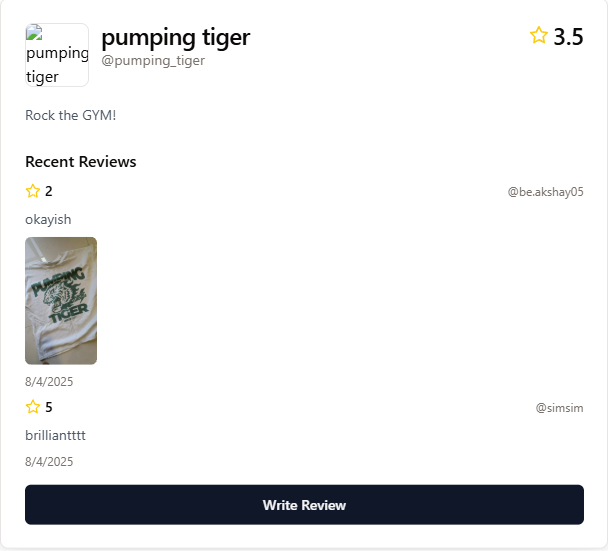 pumping
tiger
pumping tiger
@pumping_tiger
3.5
Rock the GYM!
Recent Reviews
2
@be.akshay05
okayish
PUMPING
TIGER
8/4/2025
5
@simsim
brilliantttt
8/4/2025
Write Review